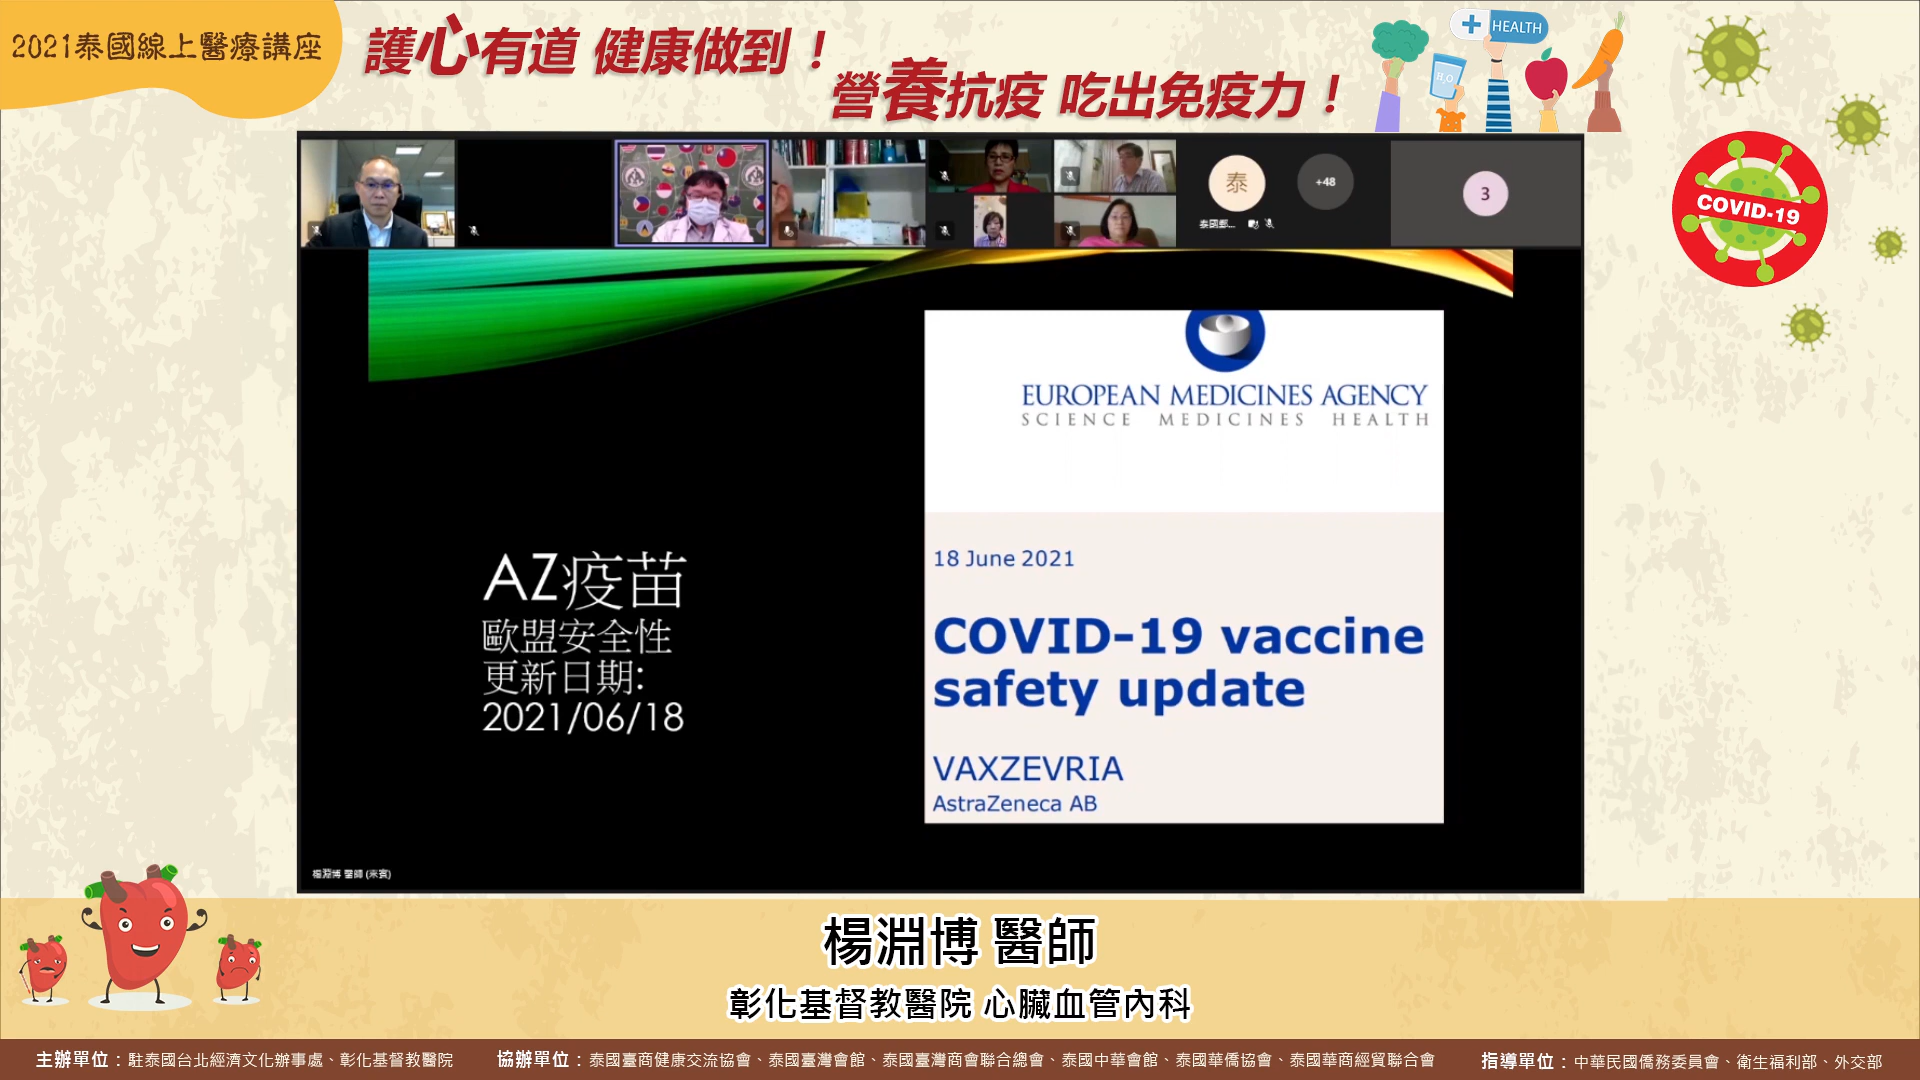 2021泰國線上醫療講座
護心有道 健康做到！
營養抗疫 吃出免疫力！
HEALTH
H₂O
COVID-19
泰
+48
3
EUROPEAN MEDICINES AGENCY
SCIENCE MEDICINES HEALTH
18 June 2021
COVID-19 vaccine
safety update
VAXZEVRIA
AstraZeneca AB
AZ疫苗
歐盟安全性
更新日期:
2021/06/18
楊淵博 醫師 (來賓)
楊淵博 醫師
彰化基督教醫院 心臟血管內科
主辦單位：駐泰國台北經濟文化辦事處、彰化基督教醫院
協辦單位：泰國臺商健康交流協會、泰國臺灣會館、泰國臺灣商會聯合總會、泰國中華會館、泰國華僑協會、泰國華商經貿聯合會
指導單位：中華民國僑務委員會、衛生福利部、外交部